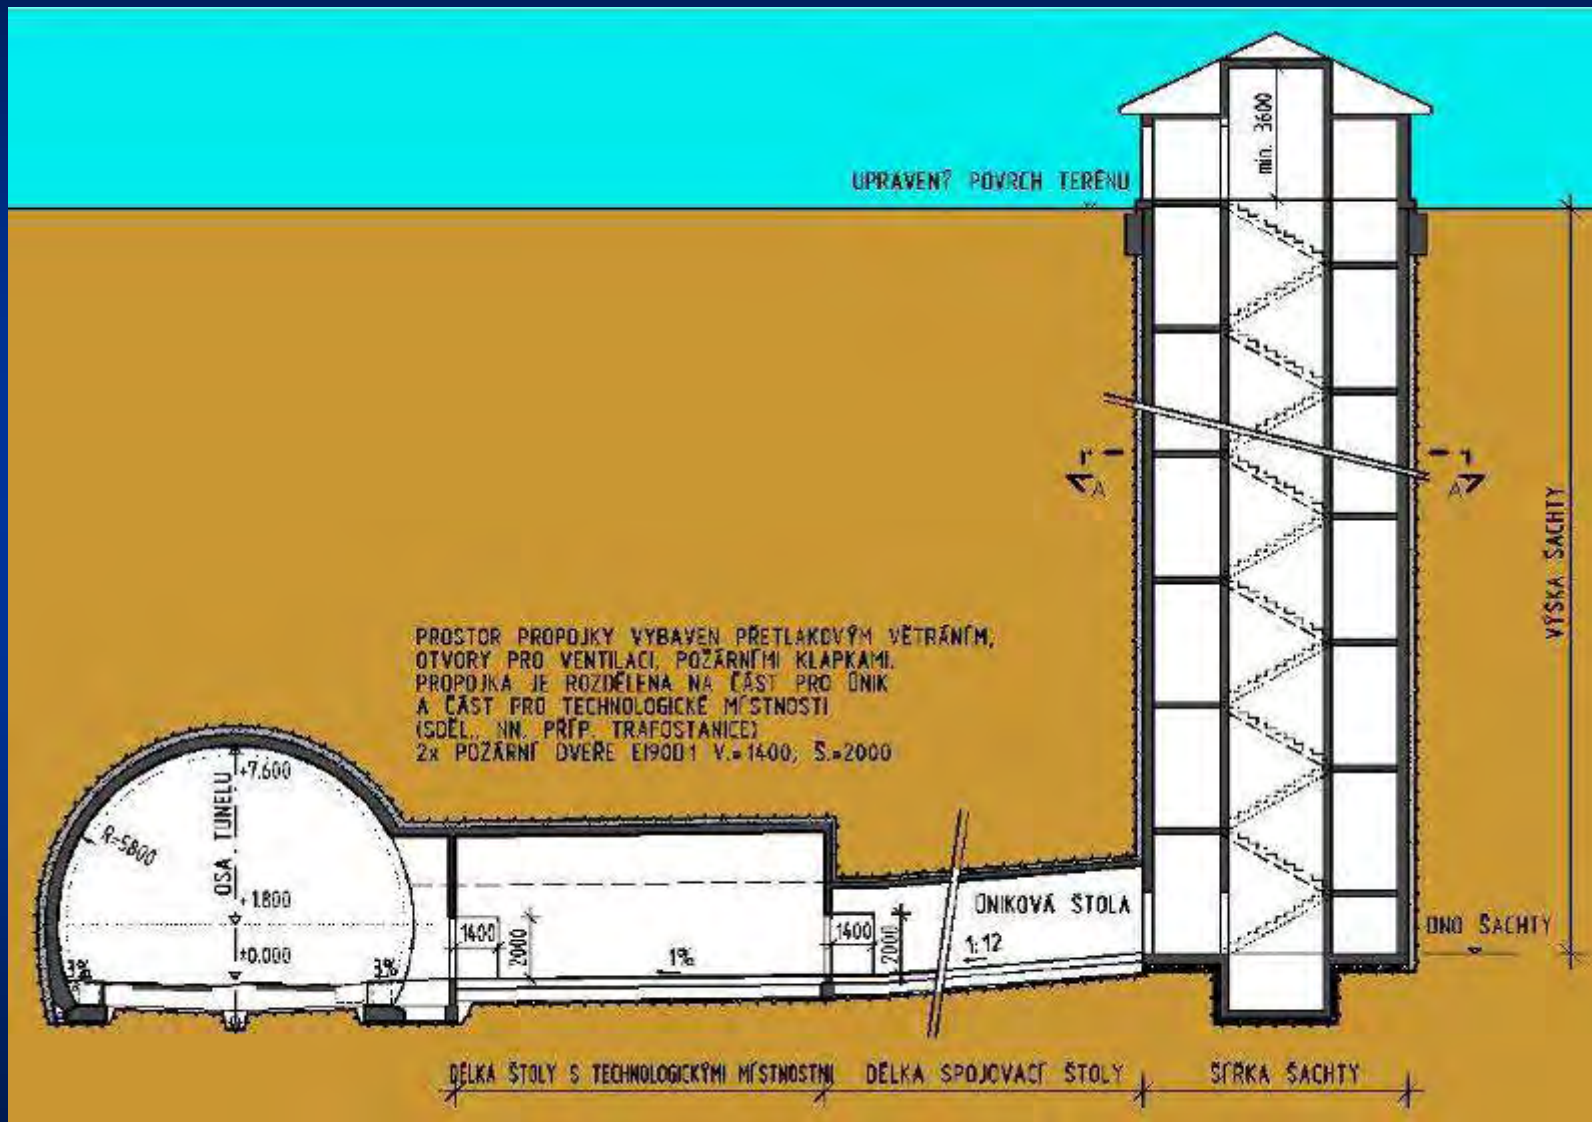 min. 3600
UPRAVEN? POVRCH TERÉNU
A
A
VÝŠKA ŠACHTY
PROSTOR PROPOJKY VYBAVEN PŘETLAKOVÝM VĚTRÁNÍM,
OTVORY PRO VENTILACI, POŽÁRNÍMI KLAPKAMI.
PROPOJKA JE ROZDĚLENA NA ČÁST PRO ÚNIK
A ČÁST PRO TECHNOLOGICKÉ MÍSTNOSTI
(SDĚL., NN. PŘÍP. TRAFOSTANICE)
2x POŽÁRNÍ DVEŘE EI90D1 V.=1400, Š.=2000
+7.600
OSA TUNELU
R=5800
+1.800
±0.000
3%
3%
1400
2000
1%
1400
2000
ÚNIKOVÁ ŠTOLA
1:12
DNO ŠACHTY
DÉLKA ŠTOLY S TECHNOLOGICKÝMI MÍSTNOSTNI
DÉLKA SPOJOVACÍ ŠTOLY
ŠÍŘKA ŠACHTY